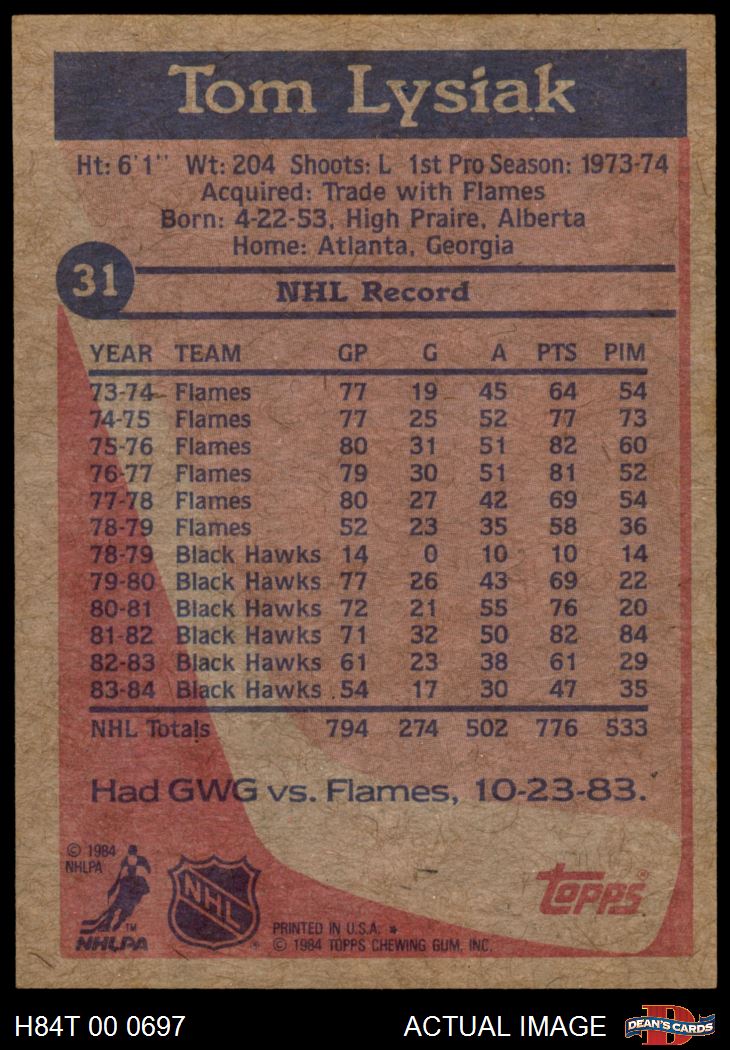 Tom Lysiak
Ht: 6'1" Wt: 204 Shoots: L 1st Pro Season: 1973-74
Acquired: Trade with Flames
Born: 4-22-53, High Praire, Alberta
Home: Atlanta, Georgia
31
NHL Record
YEAR TEAM GP G A PTS PIM
73-74 Flames 77 19 45 64 54
74-75 Flames 77 25 52 77 73
75-76 Flames 80 31 51 82 60
76-77 Flames 79 30 51 81 52
77-78 Flames 80 27 42 69 54
78-79 Flames 52 23 35 58 36
78-79 Black Hawks 14 0 10 10 14
79-80 Black Hawks 77 26 43 69 22
80-81 Black Hawks 72 21 55 76 20
81-82 Black Hawks 71 32 50 82 84
82-83 Black Hawks 61 23 38 61 29
83-84 Black Hawks 54 17 30 47 35
NHL Totals 794 274 502 776 533
Had GWG vs. Flames, 10-23-83.
© 1984
NHLPA
TM
NHLPA
NHL
®
PRINTED IN U.S.A. *
© 1984 TOPPS CHEWING GUM, INC.
topps®
H84T 00 0697 ACTUAL IMAGE
D
DEAN'S CARDS